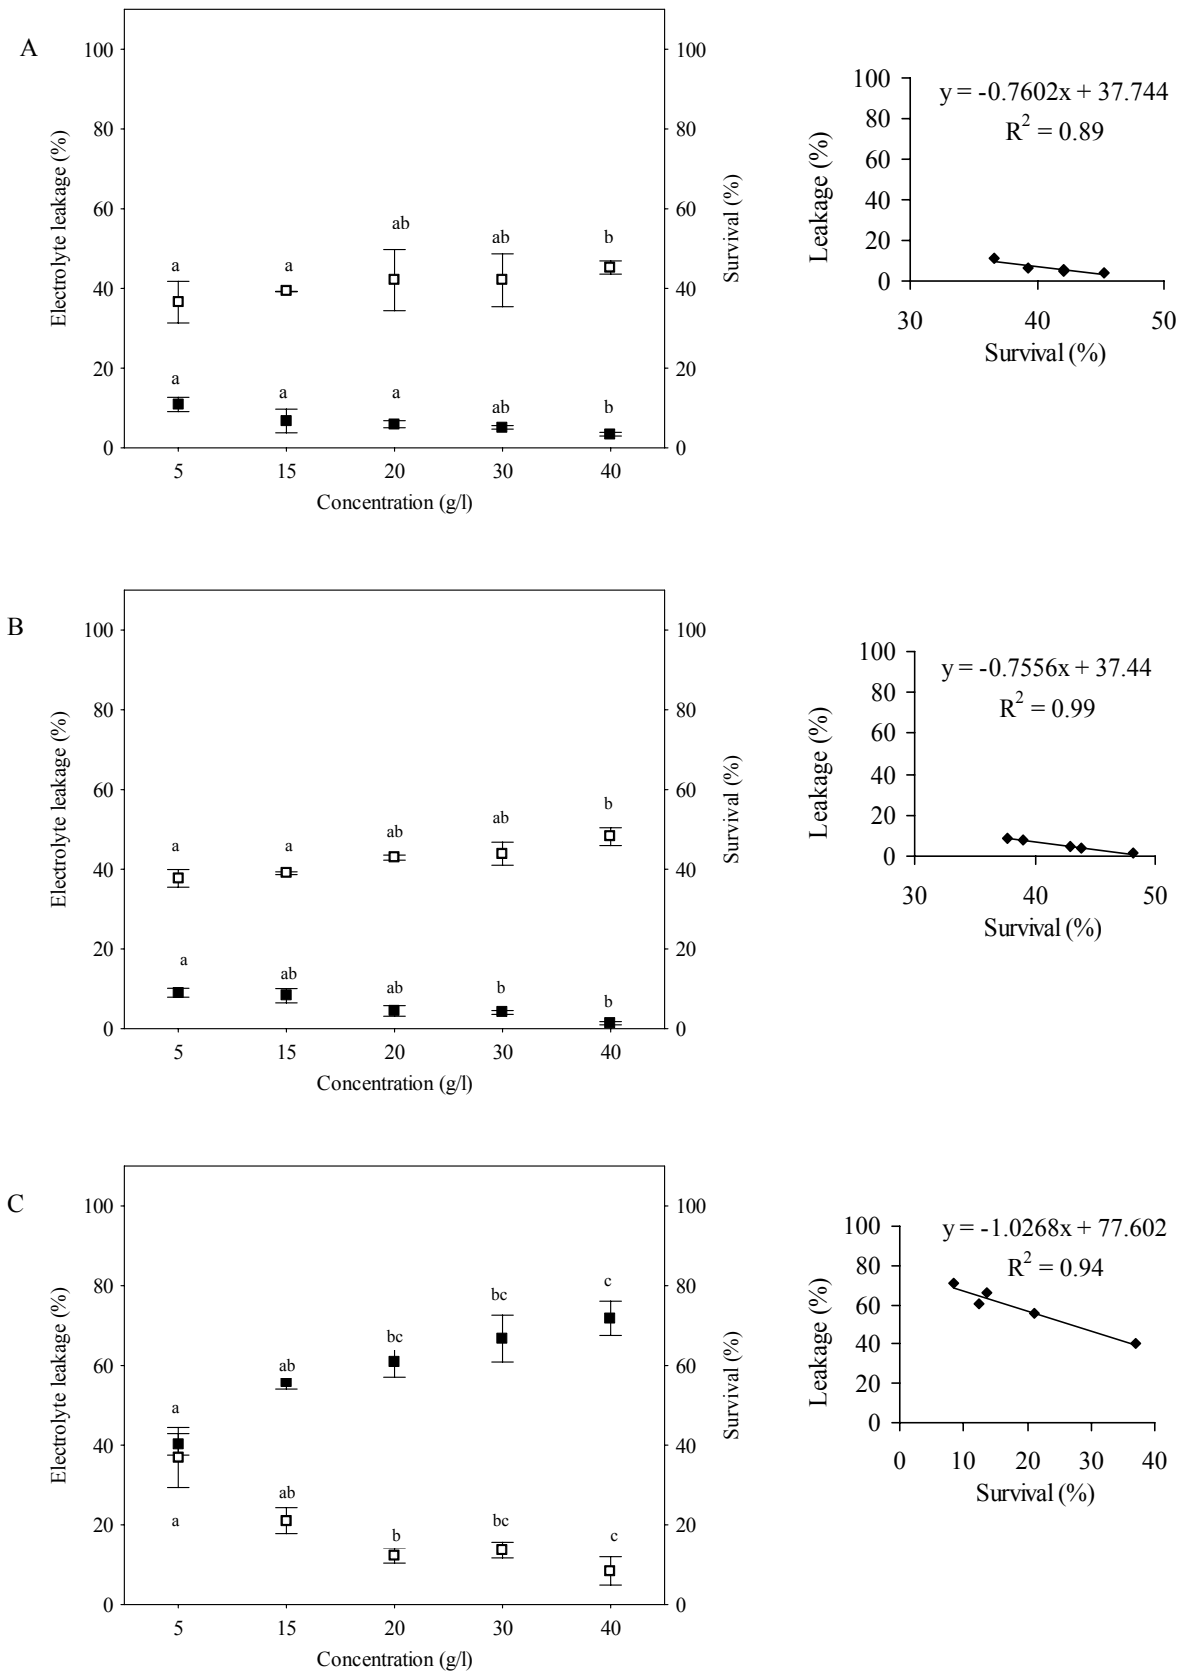 A
100
80
60
40
20
0
Electrolyte leakage (%)
100
80
60
40
20
0
Survival (%)
a
a
ab
ab
b
a
a
a
ab
b
5 15 20 30 40
Concentration (g/l)
y = -0.7602x + 37.744
R² = 0.89
100
80
60
40
20
0
Leakage (%)
30 40 50
Survival (%)
B
100
80
60
40
20
0
Electrolyte leakage (%)
100
80
60
40
20
0
Survival (%)
a
a
ab
ab
b
a
ab
ab
b
b
5 15 20 30 40
Concentration (g/l)
y = -0.7556x + 37.44
R² = 0.99
100
80
60
40
20
0
Leakage (%)
30 40 50
Survival (%)
C
100
80
60
40
20
0
Electrolyte leakage (%)
100
80
60
40
20
0
Survival (%)
a
ab
bc
bc
c
a
ab
b
bc
c
5 15 20 30 40
Concentration (g/l)
y = -1.0268x + 77.602
R² = 0.94
100
80
60
40
20
0
Leakage (%)
0 10 20 30 40
Survival (%)